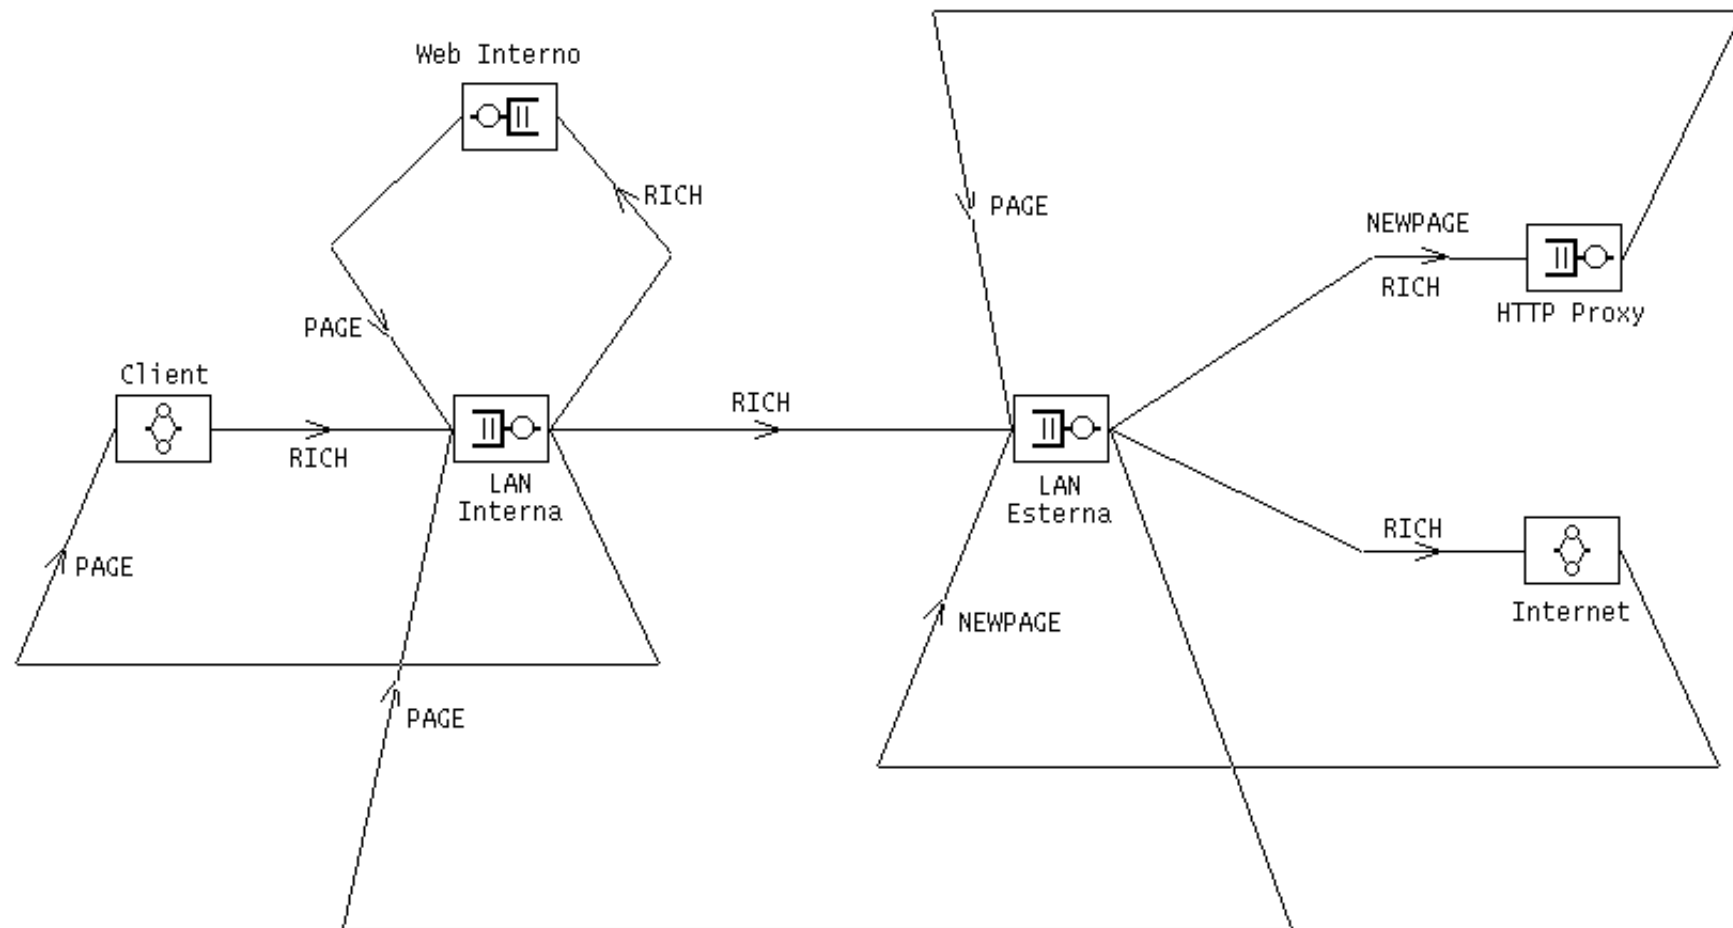 Web Interno
RICH
PAGE
Client
RICH
LAN
Interna
PAGE
PAGE
RICH
PAGE
NEWPAGE
RICH
HTTP Proxy
LAN
Esterna
RICH
Internet
NEWPAGE